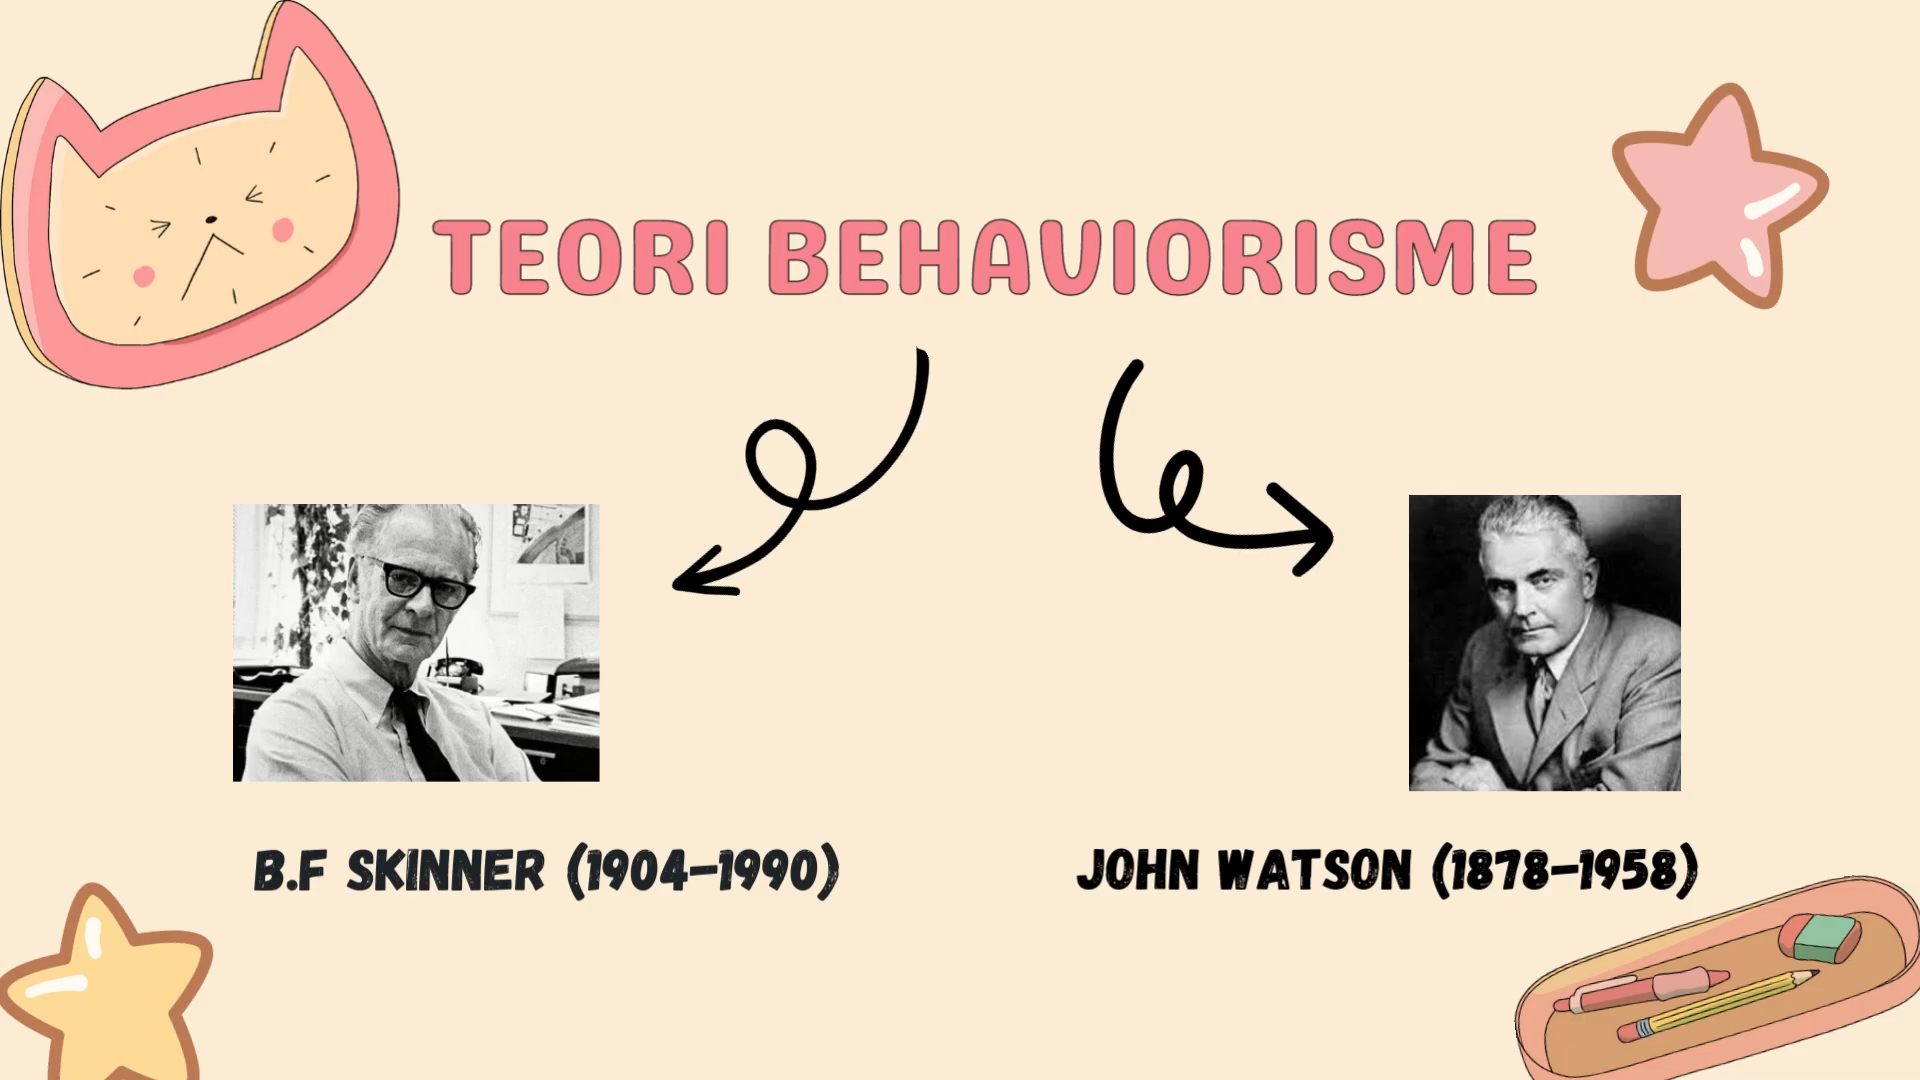 TEORI BEHAVIORISME
B.F SKINNER (1904-1990)
JOHN WATSON (1878-1958)